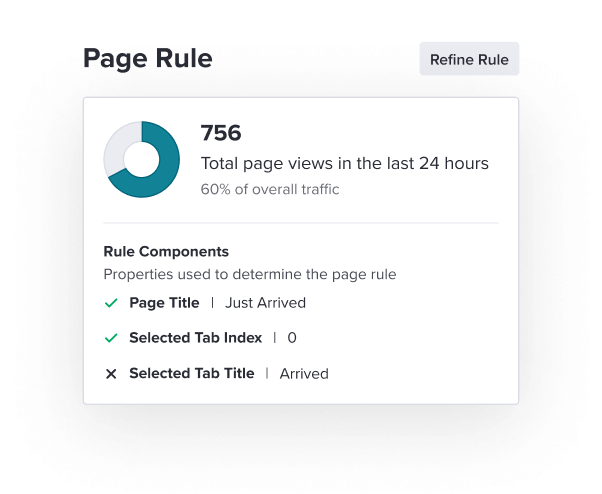 Page Rule
Refine Rule
756
Total page views in the last 24 hours
60% of overall traffic
Rule Components
Properties used to determine the page rule
Page Title | Just Arrived
Selected Tab Index | 0
Selected Tab Title | Arrived